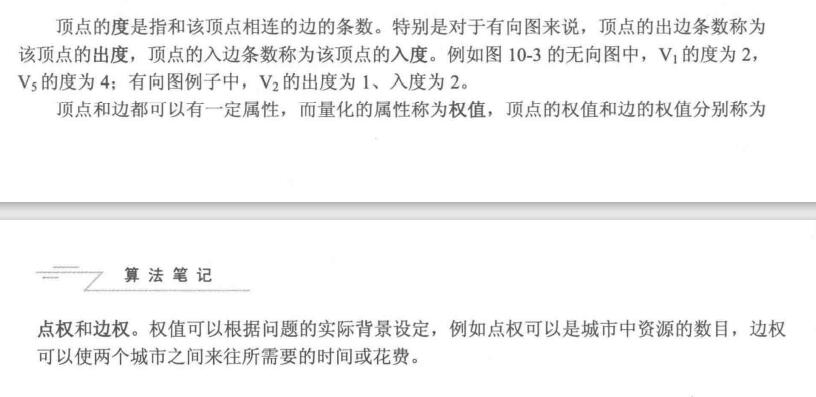 顶点的度是指和该顶点相连的边的条数。特别是对于有向图来说，顶点的出边条数称为
该顶点的出度，顶点的入边条数称为该顶点的入度。例如图 10-3 的无向图中，V₁的度为 2，
V₅的度为 4；有向图例子中，V₂的出度为 1、入度为 2。
顶点和边都可以有一定属性，而量化的属性称为权值，顶点的权值和边的权值分别称为
算法笔记
点权和边权。权值可以根据问题的实际背景设定，例如点权可以是城市中资源的数目，边权
可以使两个城市之间来往所需要的时间或花费。